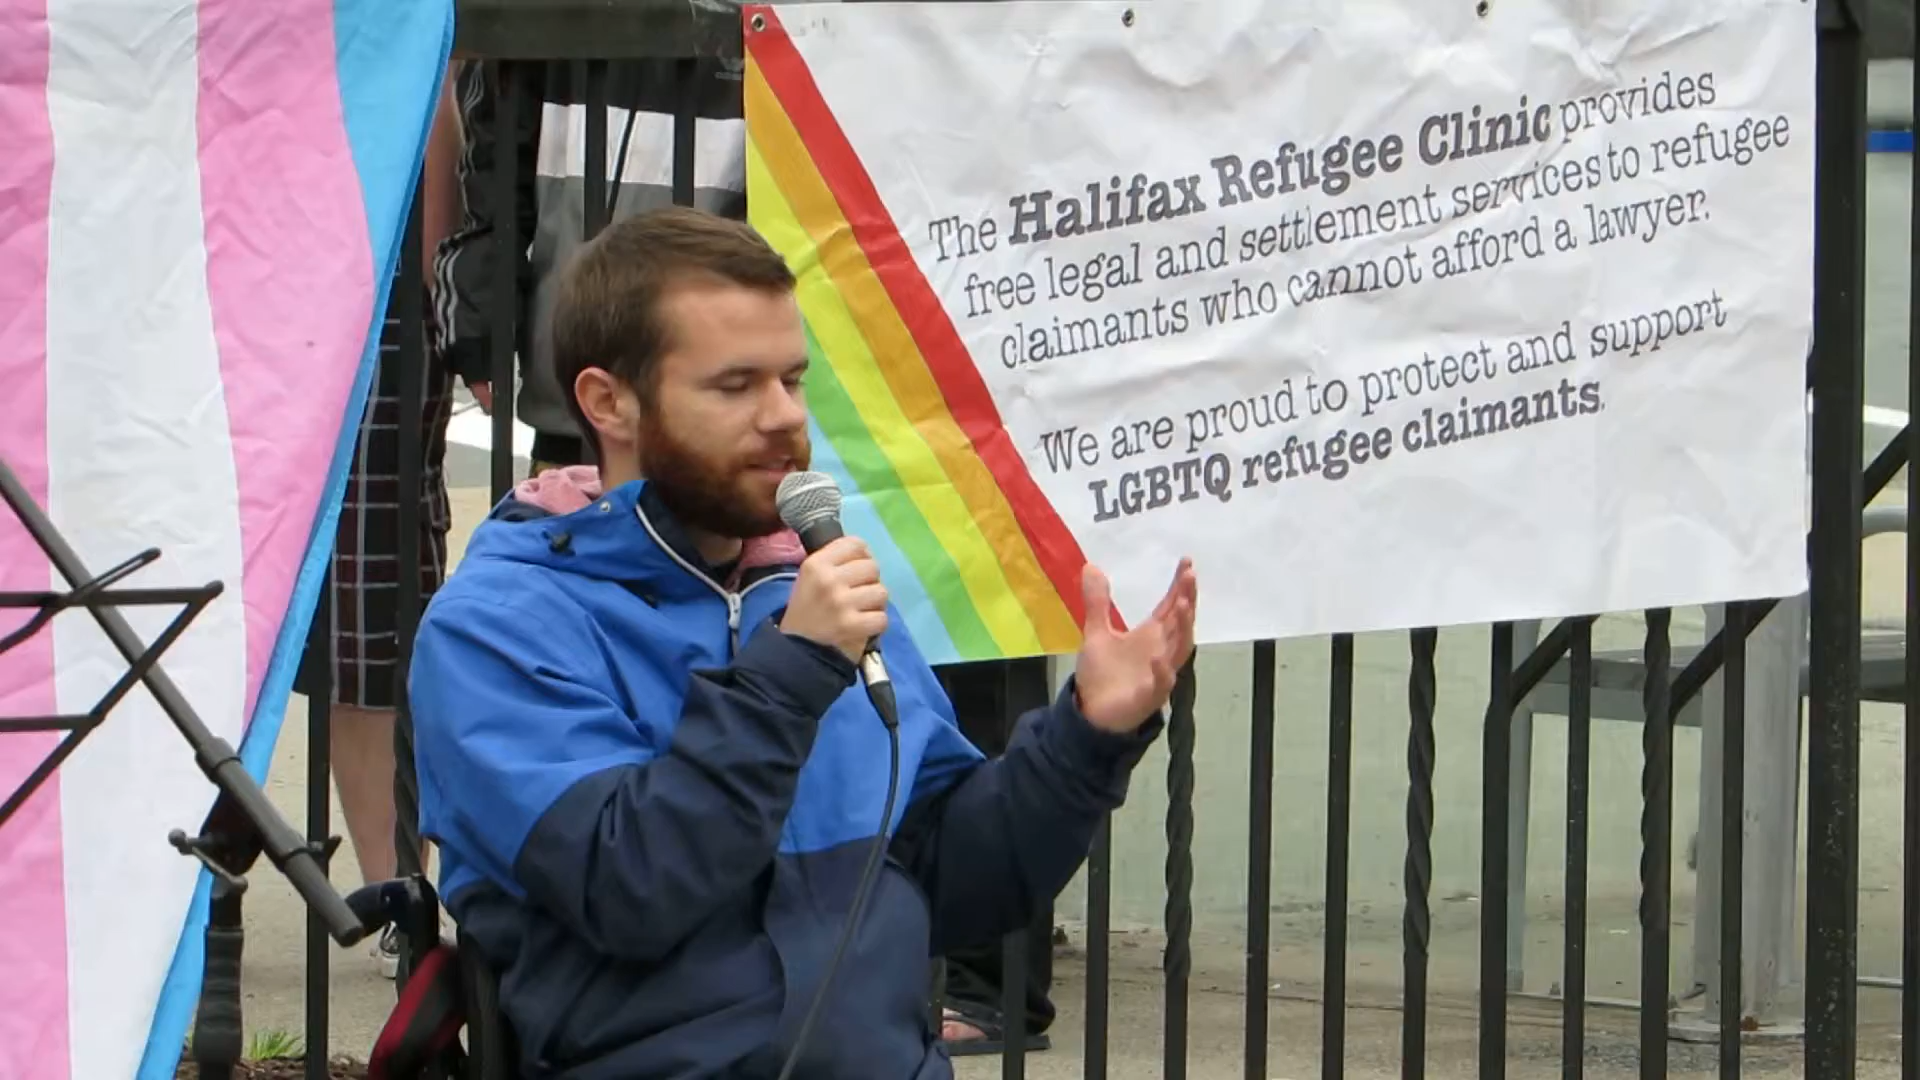 The Halifax Refugee Clinic provides
free legal and settlement services to refugee
claimants who cannot afford a lawyer.
We are proud to protect and support
LGBTQ refugee claimants.